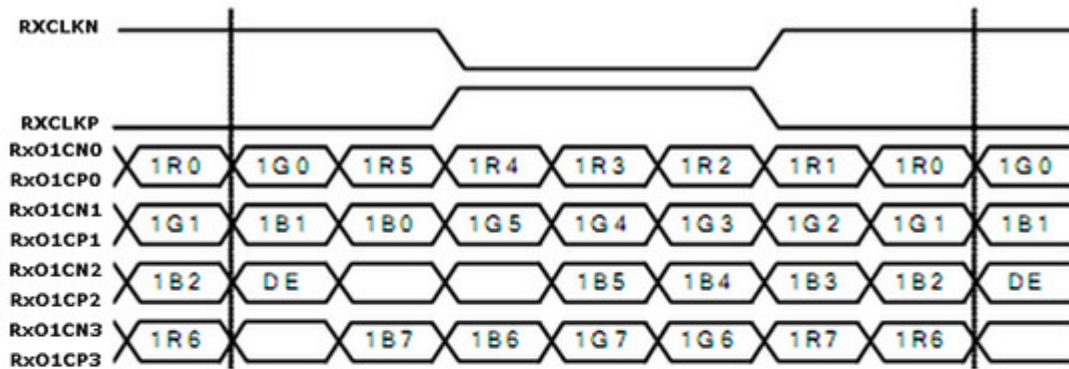 RXCLKN
RXCLKP
RxO1CN0
1R0 1G0 1R5 1R4 1R3 1R2 1R1 1R0 1G0
RxO1CP0
RxO1CN1
1G1 1B1 1B0 1G5 1G4 1G3 1G2 1G1 1B1
RxO1CP1
RxO1CN2
1B2 DE 1B5 1B4 1B3 1B2 DE
RxO1CP2
RxO1CN3
1R6 1B7 1B6 1G7 1G6 1R7 1R6
RxO1CP3